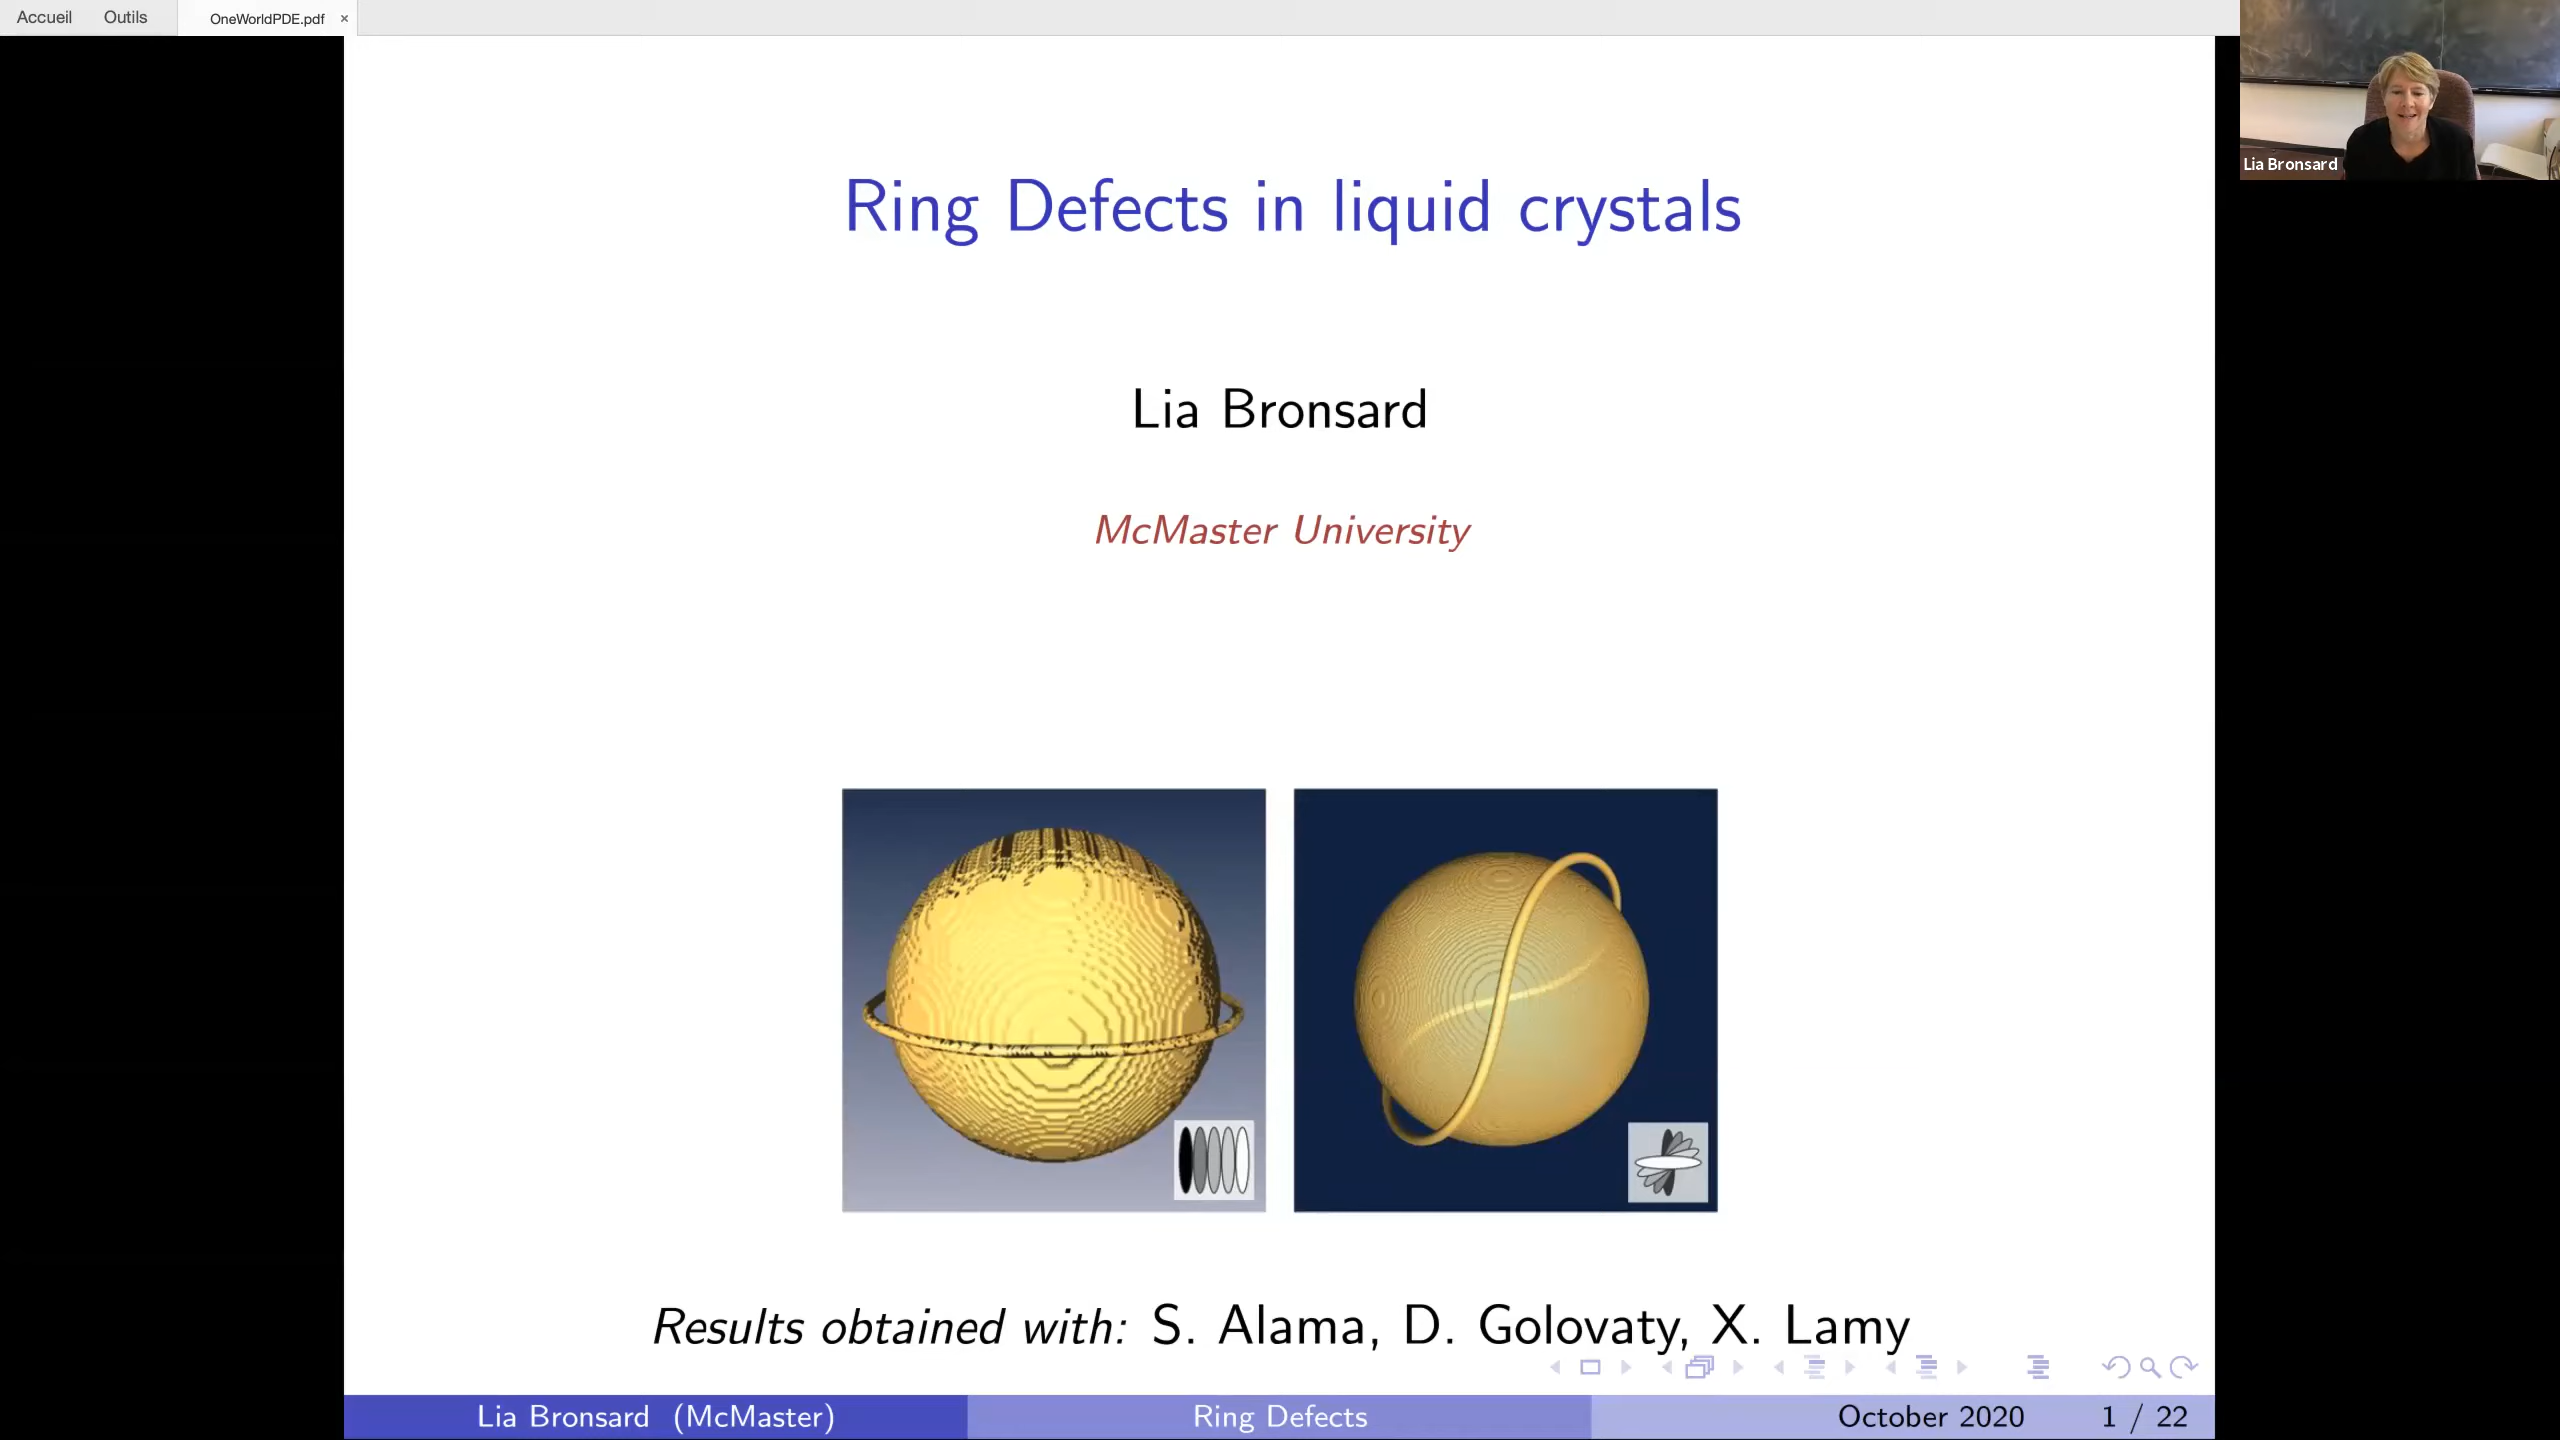 Accueil Outils OneWorldPDE.pdf ×
Lia Bronsard
Ring Defects in liquid crystals
Lia Bronsard
McMaster University
Results obtained with: S. Alama, D. Golovaty, X. Lamy
Lia Bronsard (McMaster) Ring Defects October 2020 1 / 22